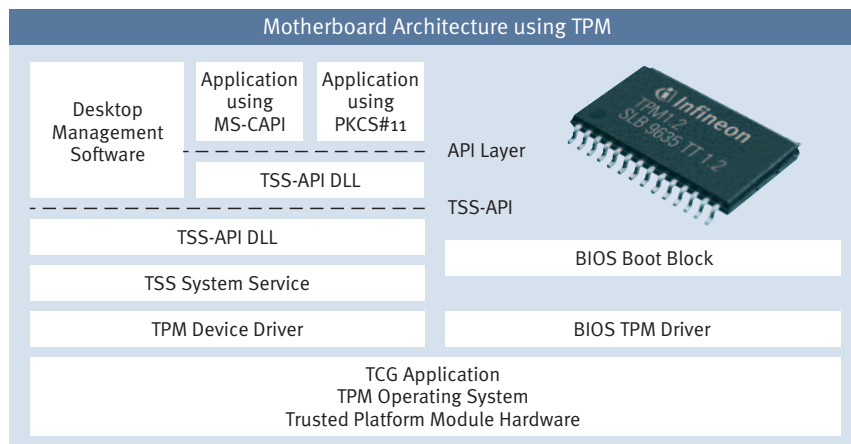 Motherboard Architecture using TPM
Desktop
Management
Software
Application
using
MS-CAPI
Application
using
PKCS#11
API Layer
TSS-API DLL
TSS-API
TSS-API DLL
TSS System Service
TPM Device Driver
Infineon
TPM1.2
SLB 9635 TT 1.2
BIOS Boot Block
BIOS TPM Driver
TCG Application
TPM Operating System
Trusted Platform Module Hardware